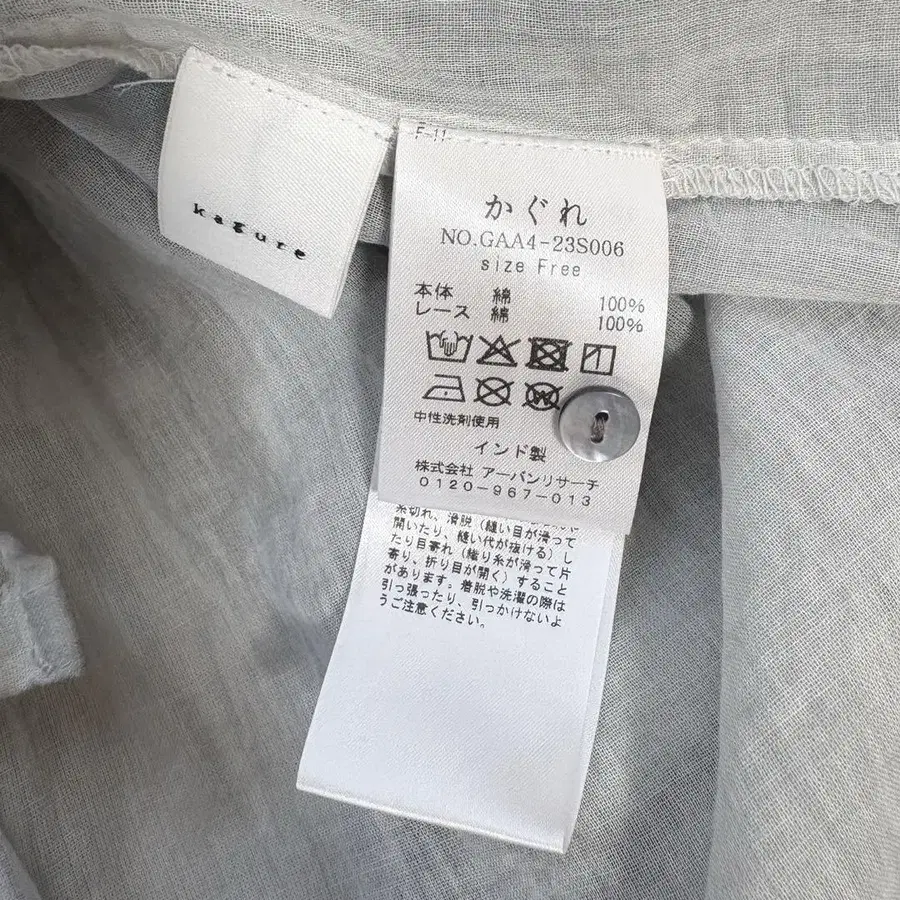 kagure
F-11
かぐれ
NO.GAA4-23S006
size Free
本体 綿 100%
レース 綿 100%
中性洗剤使用
インド製
株式会社 アーバンリサーチ
0120-967-013
糸切れ、滑脱（縫い目が滑って
開いたり、縫い代が抜ける）し
たり目寄れ（織り糸が滑って片
寄り、折り目が開く）すること
があります。着脱や洗濯の際は
引っ張ったり、引っかけないよ
うご注意ください。